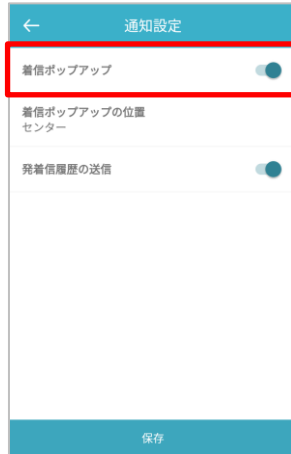 通知設定
着信ポップアップ
着信ポップアップの位置
センター
発着信履歴の送信
保存